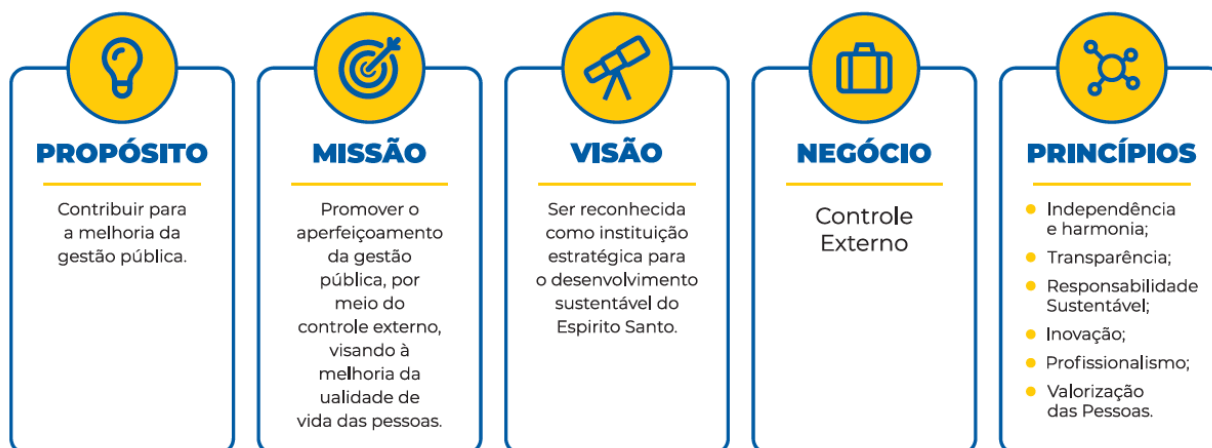 PROPÓSITO
Contribuir para
a melhoria da
gestão pública.
MISSÃO
Promover o
aperfeiçoamento
da gestão
pública, por
meio do
controle externo,
visando à
melhoria da
ualidade de
vida das pessoas.
VISÃO
Ser reconhecida
como instituição
estratégica para
o desenvolvimento
sustentável do
Espirito Santo.
NEGÓCIO
Controle
Externo
PRINCÍPIOS
Independência
e harmonia;
Transparência;
Responsabilidade
Sustentável;
Inovação;
Profissionalismo;
Valorização
das Pessoas.